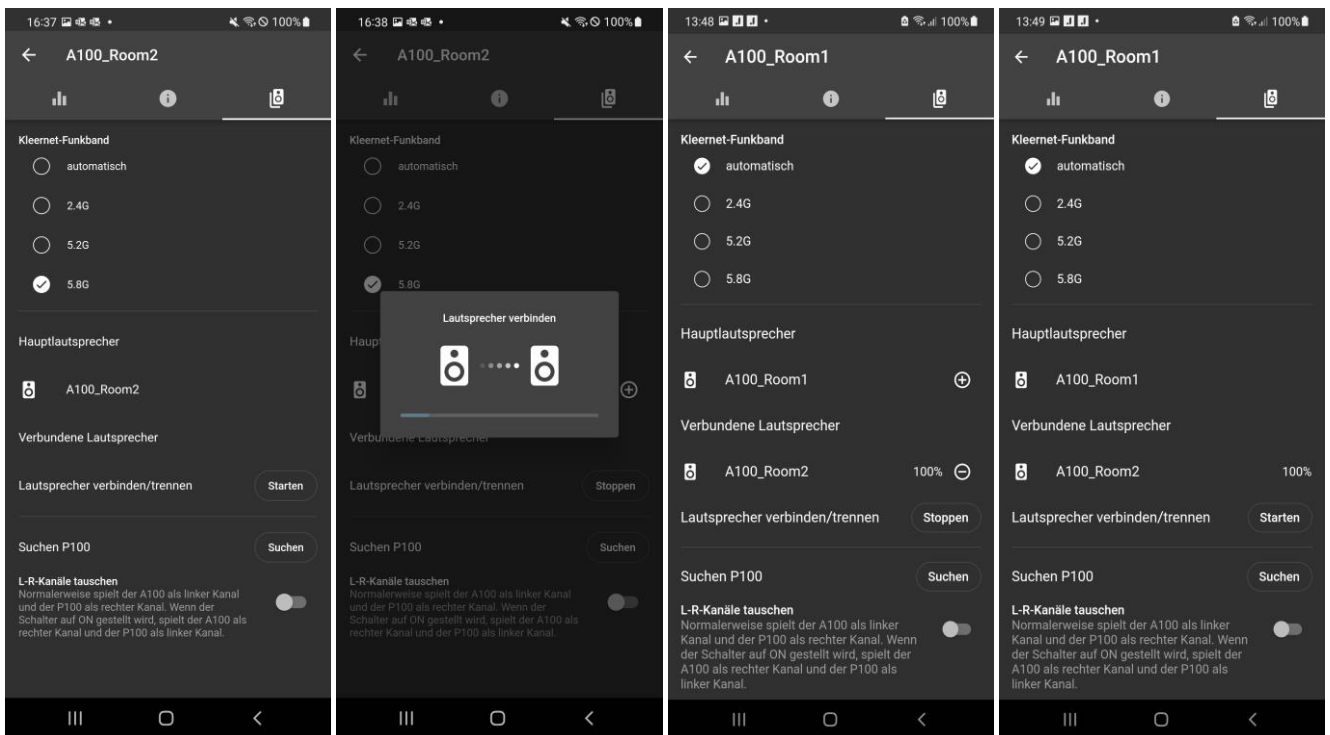 16:37 100%
A100_Room2
Kleernet-Funkband
automatisch
2.4G
5.2G
5.8G
Hauptlautsprecher
A100_Room2
Verbundene Lautsprecher
Lautsprecher verbinden/trennen Starten
Suchen P100 Suchen
L-R-Kanäle tauschen
Normalerweise spielt der A100 als linker Kanal
und der P100 als rechter Kanal. Wenn der
Schalter auf ON gestellt wird, spielt der A100 als
rechter Kanal und der P100 als linker Kanal.
16:38 100%
A100_Room2
Kleernet-Funkband
automatisch
2.4G
5.2G
5.8G
Lautsprecher verbinden
Haup
Verbundene Lautsprecher
Lautsprecher verbinden/trennen Stoppen
Suchen P100 Suchen
L-R-Kanäle tauschen
Normalerweise spielt der A100 als linker Kanal
und der P100 als rechter Kanal. Wenn der
Schalter auf ON gestellt wird, spielt der A100 als
rechter Kanal und der P100 als linker Kanal.
13:48 100%
A100_Room1
Kleernet-Funkband
automatisch
2.4G
5.2G
5.8G
Hauptlautsprecher
A100_Room1
Verbundene Lautsprecher
A100_Room2 100%
Lautsprecher verbinden/trennen Stoppen
Suchen P100 Suchen
L-R-Kanäle tauschen
Normalerweise spielt der A100 als linker
Kanal und der P100 als rechter Kanal. Wenn
der Schalter auf ON gestellt wird, spielt der
A100 als rechter Kanal und der P100 als
linker Kanal.
13:49 100%
A100_Room1
Kleernet-Funkband
automatisch
2.4G
5.2G
5.8G
Hauptlautsprecher
A100_Room1
Verbundene Lautsprecher
A100_Room2 100%
Lautsprecher verbinden/trennen Starten
Suchen P100 Suchen
L-R-Kanäle tauschen
Normalerweise spielt der A100 als linker
Kanal und der P100 als rechter Kanal. Wenn
der Schalter auf ON gestellt wird, spielt der
A100 als rechter Kanal und der P100 als
linker Kanal.